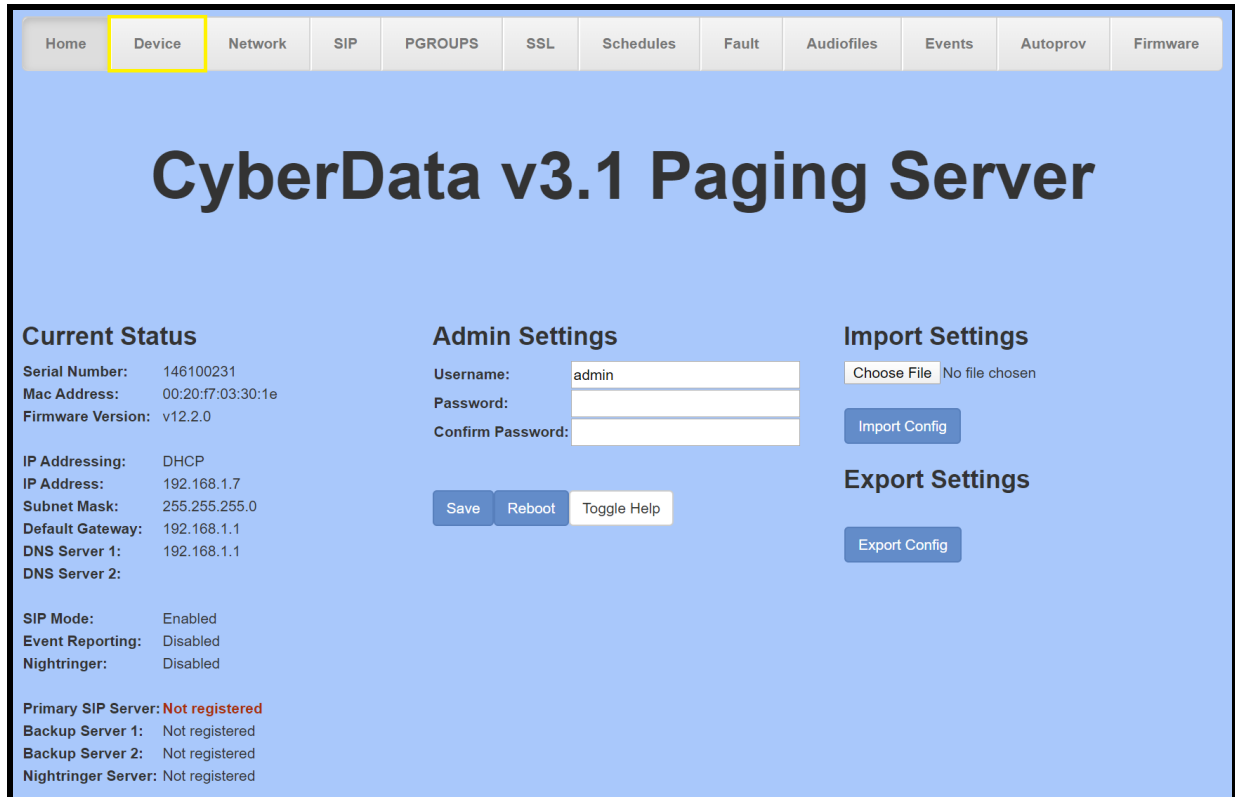 Home Device Network SIP PGROUPS SSL Schedules Fault Audiofiles Events Autoprov Firmware
CyberData v3.1 Paging Server
Current Status
Serial Number: 146100231
Mac Address: 00:20:f7:03:30:1e
Firmware Version: v12.2.0
IP Addressing: DHCP
IP Address: 192.168.1.7
Subnet Mask: 255.255.255.0
Default Gateway: 192.168.1.1
DNS Server 1: 192.168.1.1
DNS Server 2:
SIP Mode: Enabled
Event Reporting: Disabled
Nightringer: Disabled
Primary SIP Server: Not registered
Backup Server 1: Not registered
Backup Server 2: Not registered
Nightringer Server: Not registered
Admin Settings
Username: admin
Password:
Confirm Password:
Save Reboot Toggle Help
Import Settings
Choose File No file chosen
Import Config
Export Settings
Export Config